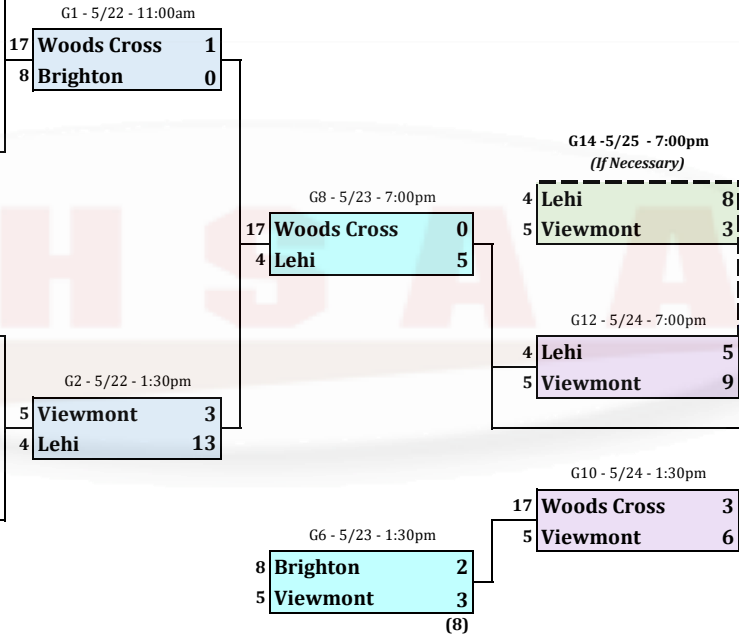 G1 - 5/22 - 11:00am
17 Woods Cross 1
8 Brighton 0
G14 -5/25 - 7:00pm
(If Necessary)
4 Lehi 8
5 Viewmont 3
G8 - 5/23 - 7:00pm
17 Woods Cross 0
4 Lehi 5
HSAA
G12 - 5/24 - 7:00pm
4 Lehi 5
5 Viewmont 9
G2 - 5/22 - 1:30pm
5 Viewmont 3
4 Lehi 13
G10 - 5/24 - 1:30pm
17 Woods Cross 3
5 Viewmont 6
G6 - 5/23 - 1:30pm
8 Brighton 2
5 Viewmont 3
(8)